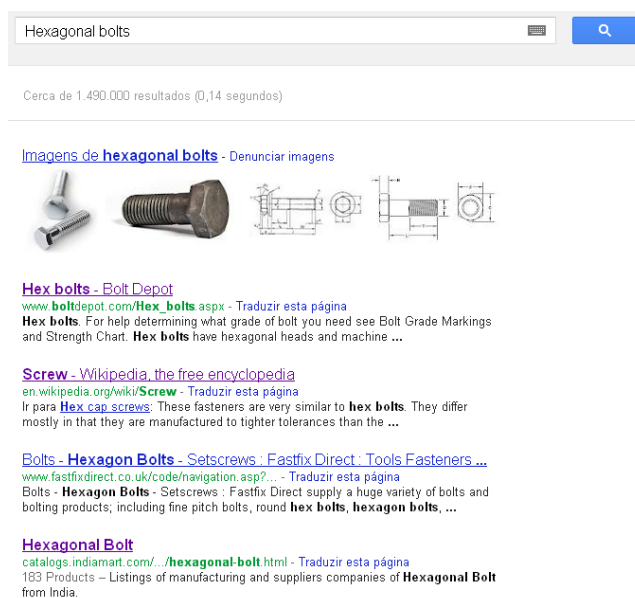 Hexagonal bolts
Cerca de 1.490.000 resultados (0,14 segundos)
Imagens de hexagonal bolts - Denunciar imagens
Hex bolts - Bolt Depot
www.boltdepot.com/Hex_bolts.aspx - Traduzir esta página
Hex bolts. For help determining what grade of bolt you need see Bolt Grade Markings
and Strength Chart. Hex bolts have hexagonal heads and machine ...
Screw - Wikipedia, the free encyclopedia
en.wikipedia.org/wiki/Screw - Traduzir esta página
Ir para Hex cap screws: These fasteners are very similar to hex bolts. They differ
mostly in that they are manufactured to tighter tolerances than the ...
Bolts - Hexagon Bolts - Setscrews : Fastfix Direct : Tools Fasteners ...
www.fastfixdirect.co.uk/code/navigation.asp?... - Traduzir esta página
Bolts - Hexagon Bolts - Setscrews : Fastfix Direct supply a huge variety of bolts and
bolting products; including fine pitch bolts, round hex bolts, hexagon bolts, ...
Hexagonal Bolt
catalogs.indiamart.com/.../hexagonal-bolt.html - Traduzir esta página
183 Products – Listings of manufacturing and suppliers companies of Hexagonal Bolt
from India.